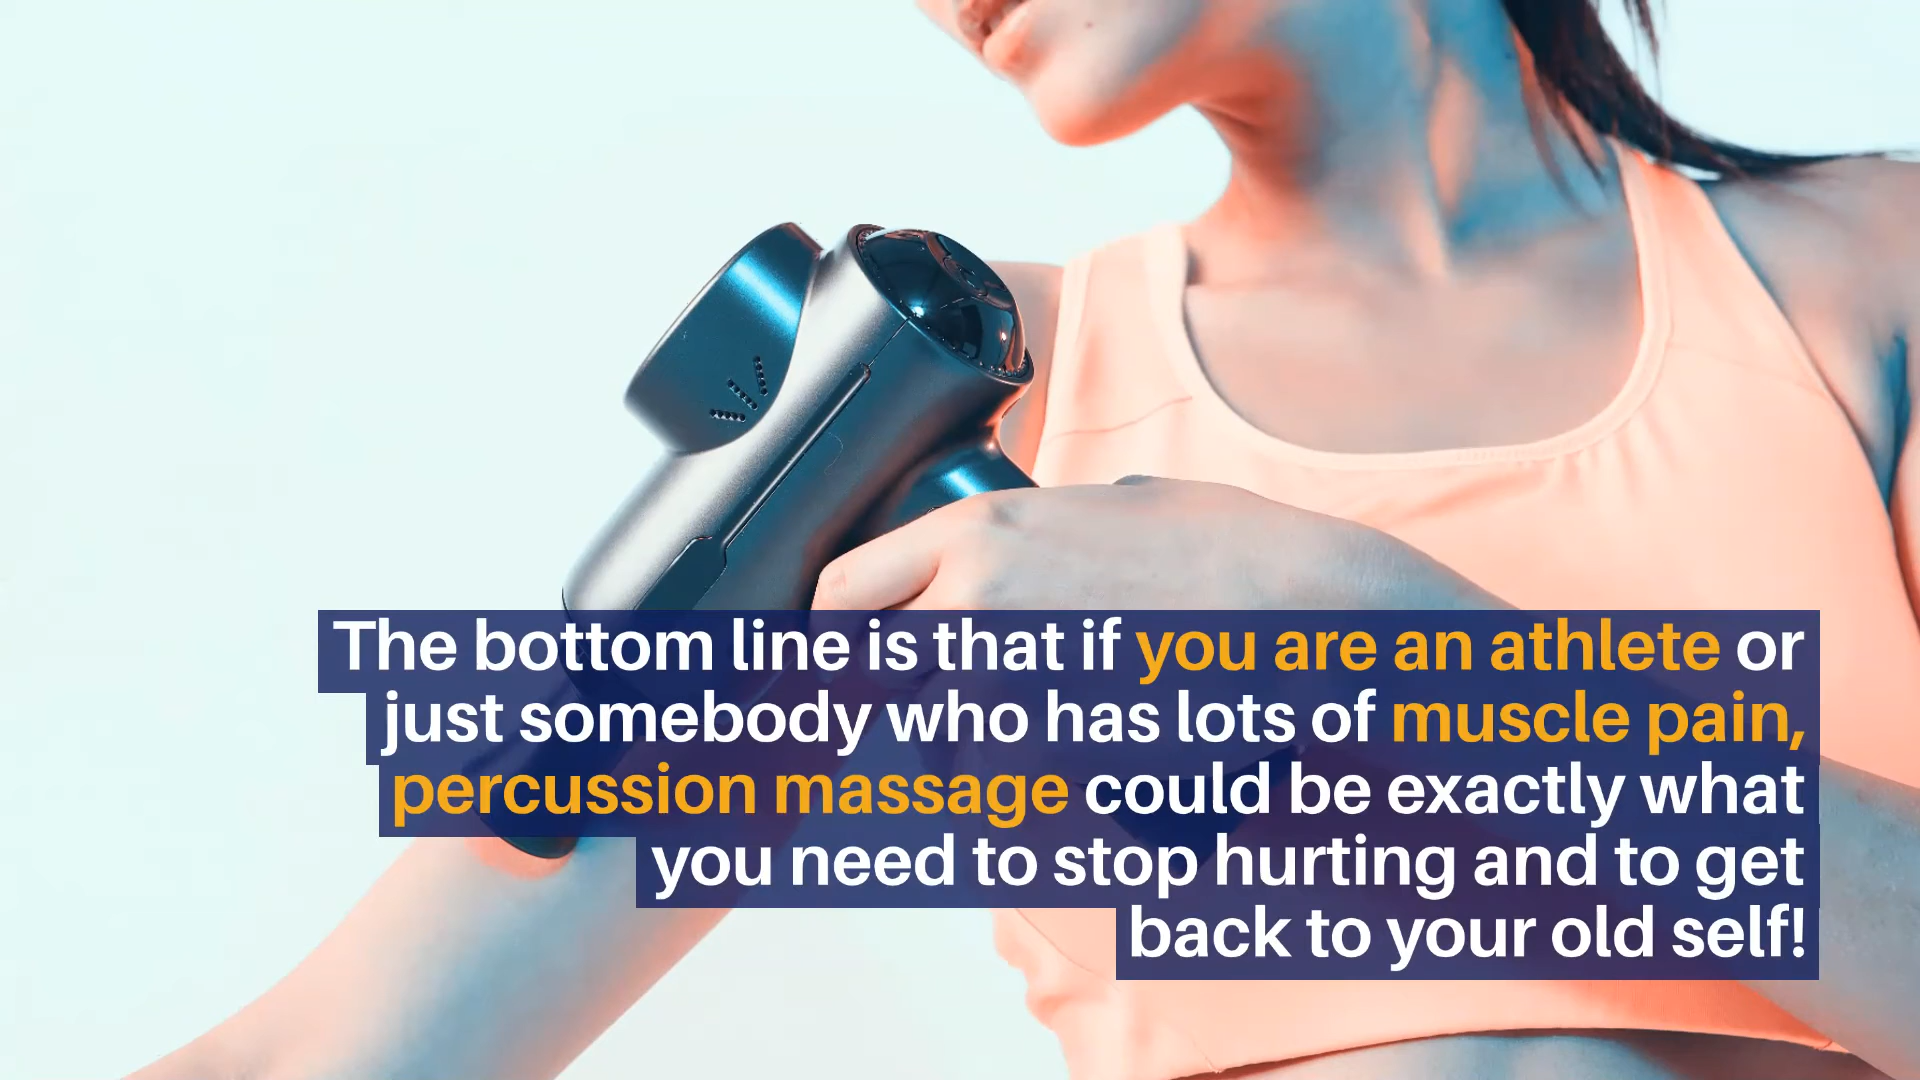 The bottom line is that if you are an athlete or
just somebody who has lots of muscle pain,
percussion massage could be exactly what
you need to stop hurting and to get
back to your old self!